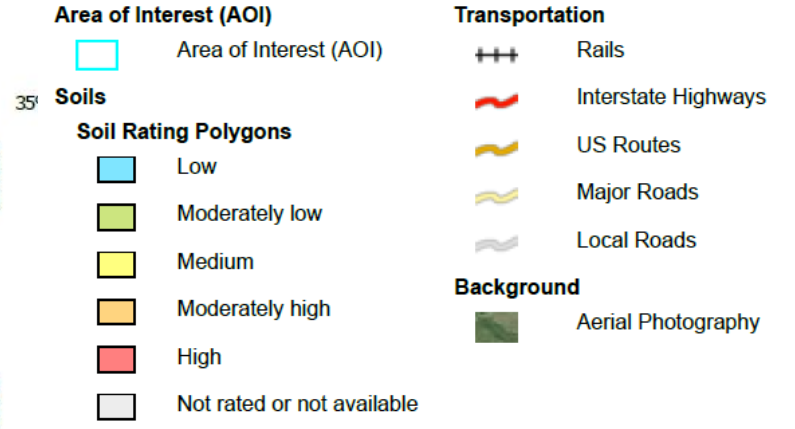 Area of Interest (AOI)
Area of Interest (AOI)
35°
Soils
Soil Rating Polygons
Low
Moderately low
Medium
Moderately high
High
Not rated or not available
Transportation
Rails
Interstate Highways
US Routes
Major Roads
Local Roads
Background
Aerial Photography